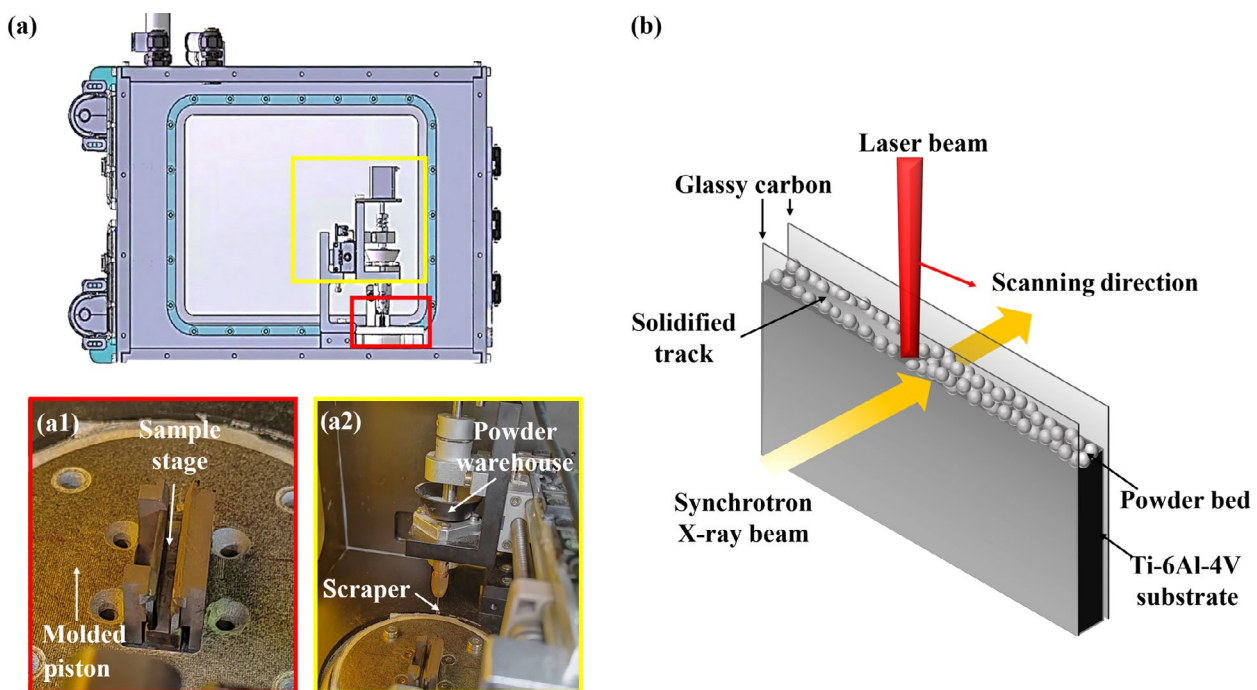 (a)
(b)
Laser beam
Glassy carbon
Scanning direction
Solidified
track
Synchrotron
X-ray beam
Powder bed
Ti-6Al-4V
substrate
(a1)
Sample
stage
Molded
piston
(a2)
Powder
warehouse
Scraper